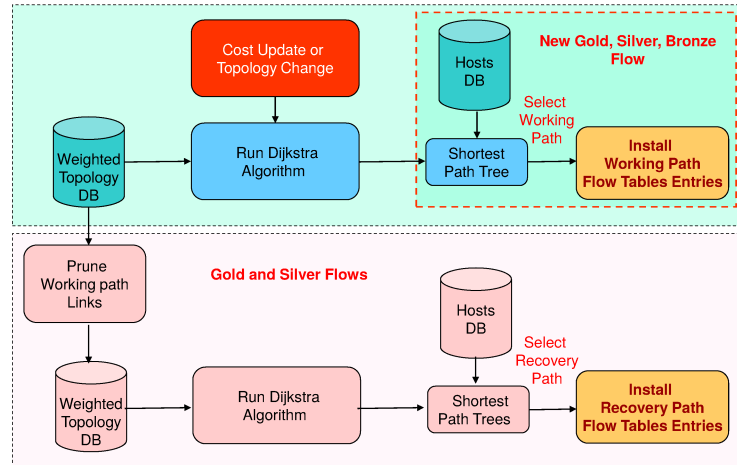 Cost Update or
Topology Change
Hosts
DB
New Gold, Silver, Bronze
Flow
Select
Working
Path
Weighted
Topology
DB
Run Dijkstra
Algorithm
Shortest
Path Tree
Install
Working Path
Flow Tables Entries
Prune
Working path
Links
Gold and Silver Flows
Hosts
DB
Select
Recovery
Path
Weighted
Topology
DB
Run Dijkstra
Algorithm
Shortest
Path Trees
Install
Recovery Path
Flow Tables Entries